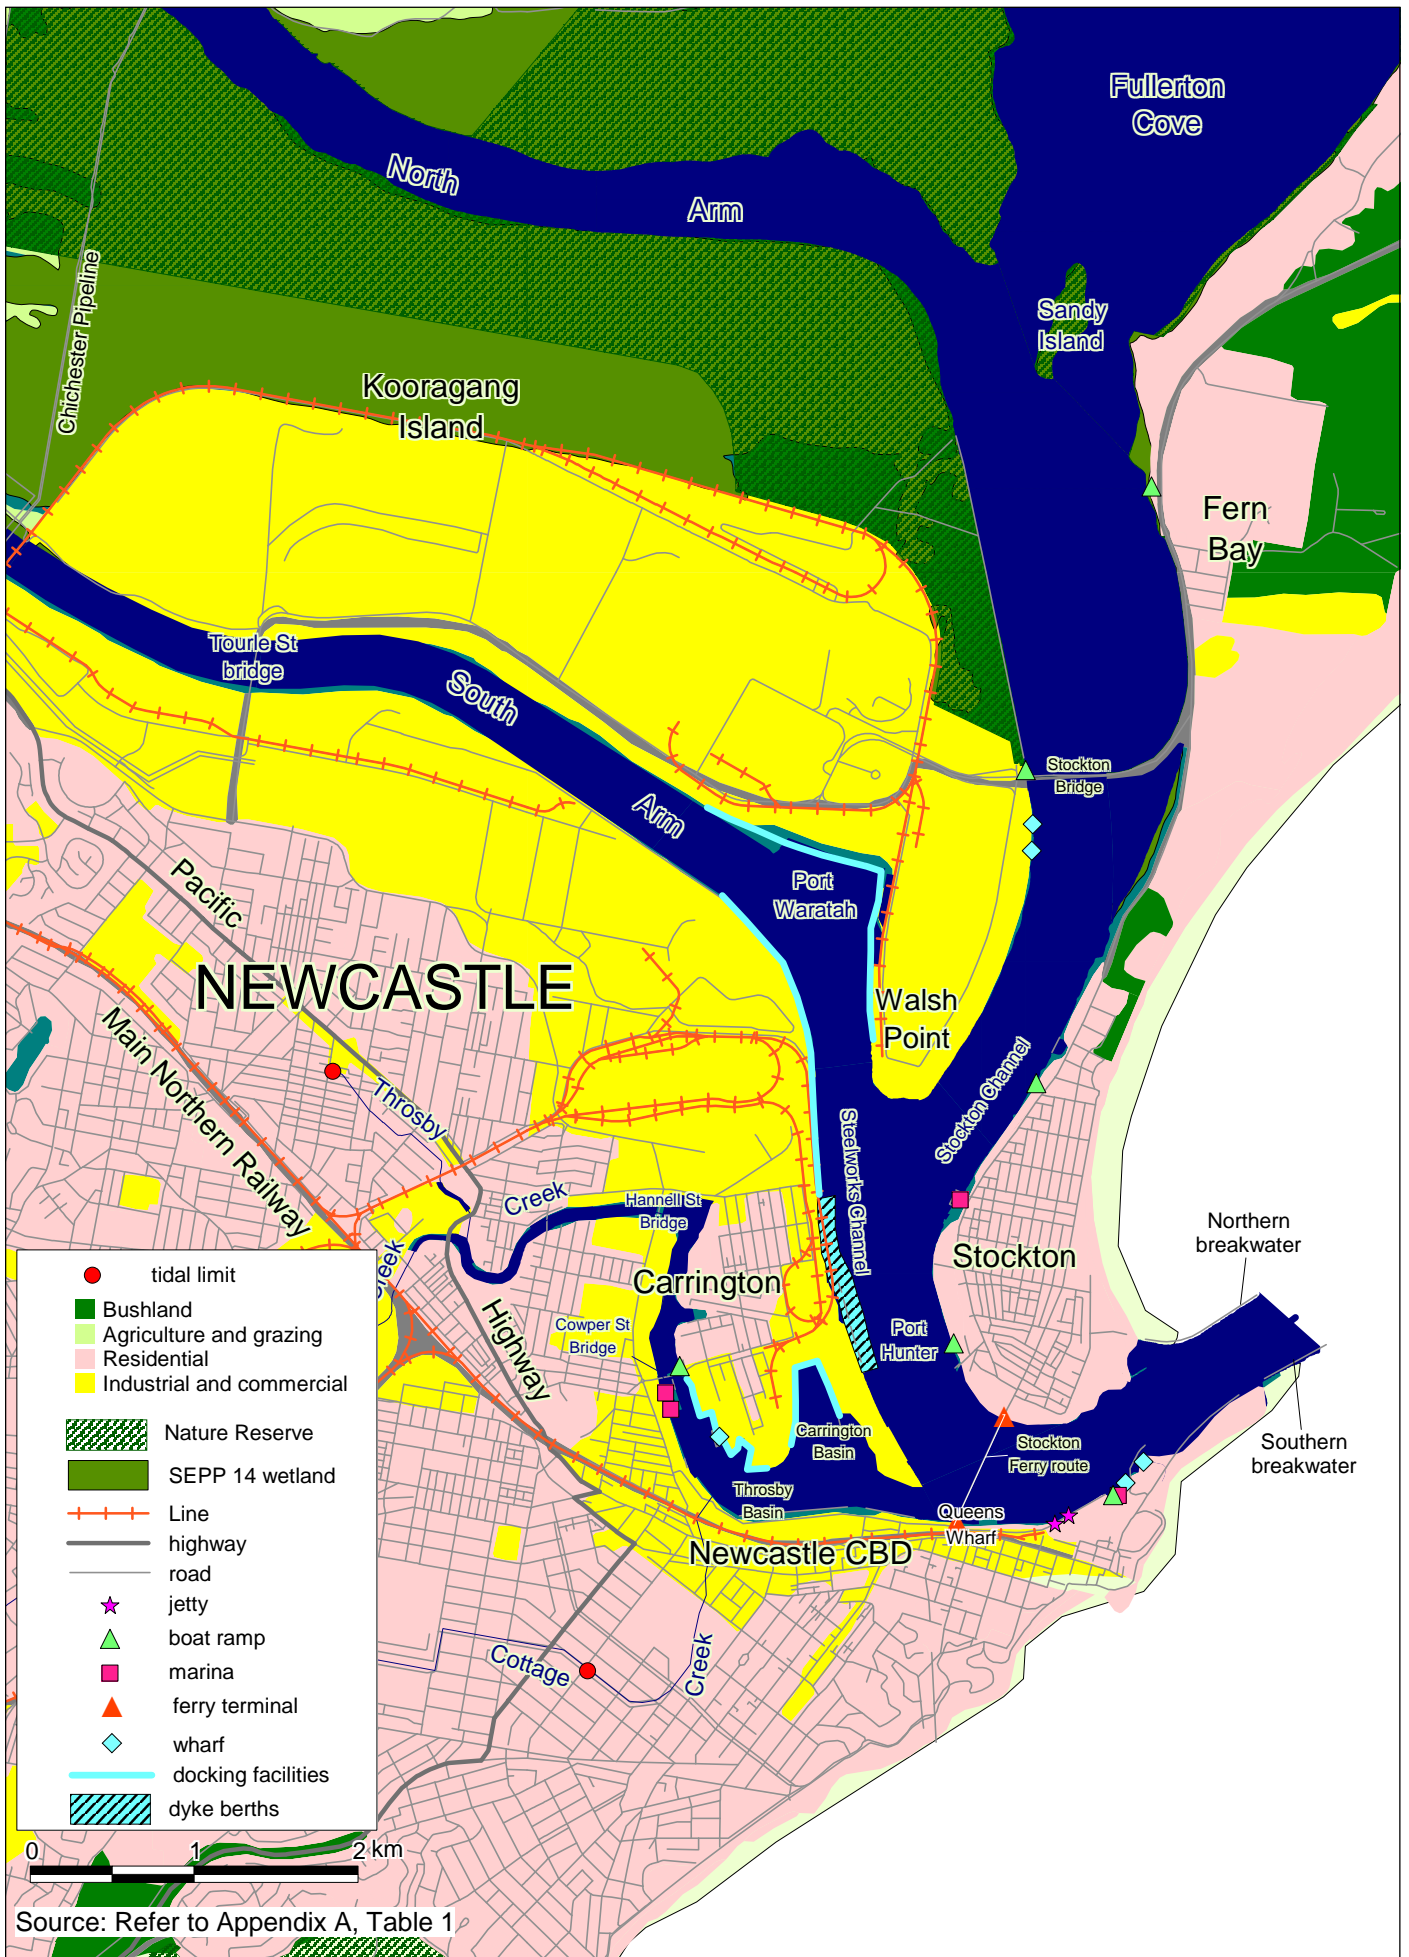 Fullerton
Cove
North
Arm
Chichester Pipeline
Sandy
Island
Kooragang
Island
Fern
Bay
Tourle St
bridge
South
Arm
Stockton
Bridge
Pacific
Port
Waratah
NEWCASTLE
Walsh
Point
Main Northern Railway
Throsby
Stockton Channel
Steelworks Channel
Creek
Hannell St
Bridge
Northern
breakwater
Stockton
Carrington
Creek
Highway
Cowper St
Bridge
Port
Hunter
Carrington
Basin
Stockton
Ferry route
Southern
breakwater
Throsby
Basin
Queens
Wharf
Newcastle CBD
Cottage
Creek
tidal limit
Bushland
Agriculture and grazing
Residential
Industrial and commercial
Nature Reserve
SEPP 14 wetland
Line
highway
road
jetty
boat ramp
marina
ferry terminal
wharf
docking facilities
dyke berths
0 1 2 km
Source: Refer to Appendix A, Table 1